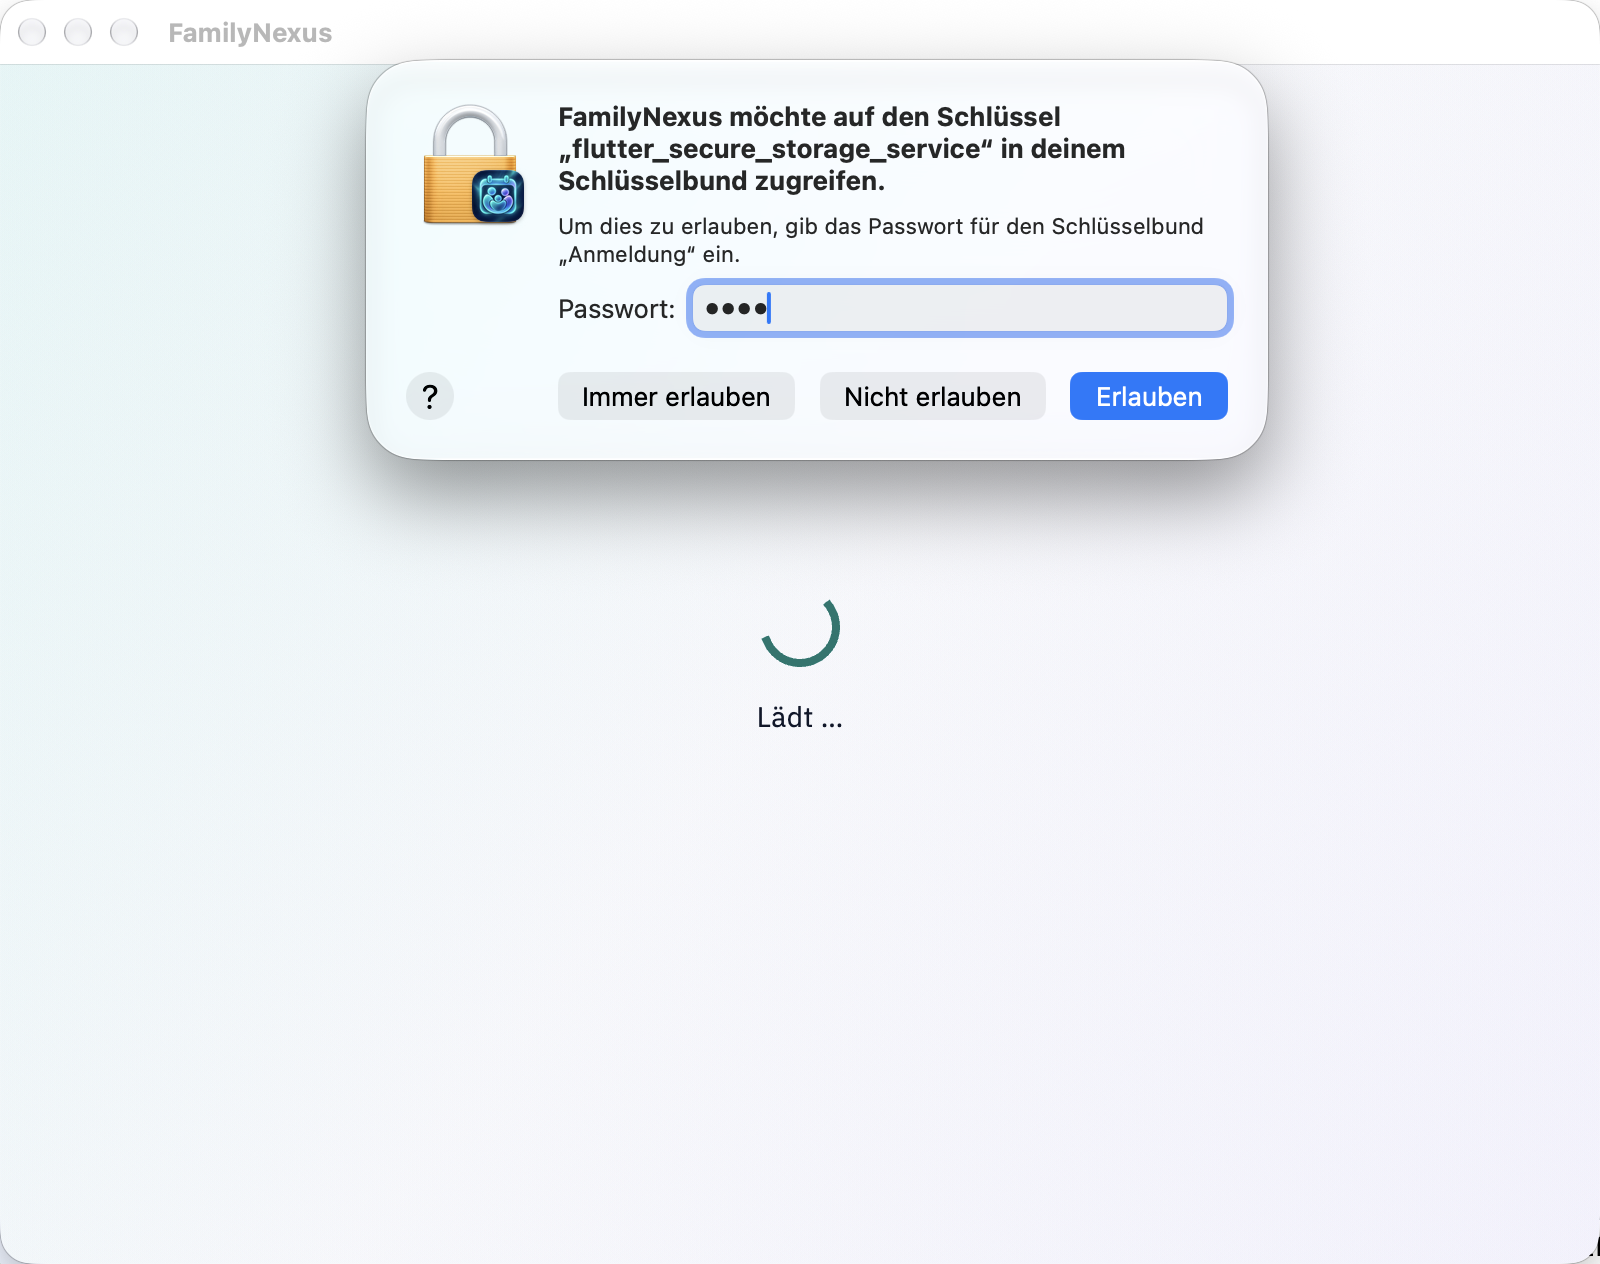 FamilyNexus
FamilyNexus möchte auf den Schlüssel
„flutter_secure_storage_service“ in deinem
Schlüsselbund zugreifen.
Um dies zu erlauben, gib das Passwort für den Schlüsselbund
„Anmeldung“ ein.
Passwort: ••••
?
Immer erlauben
Nicht erlauben
Erlauben
Lädt ...